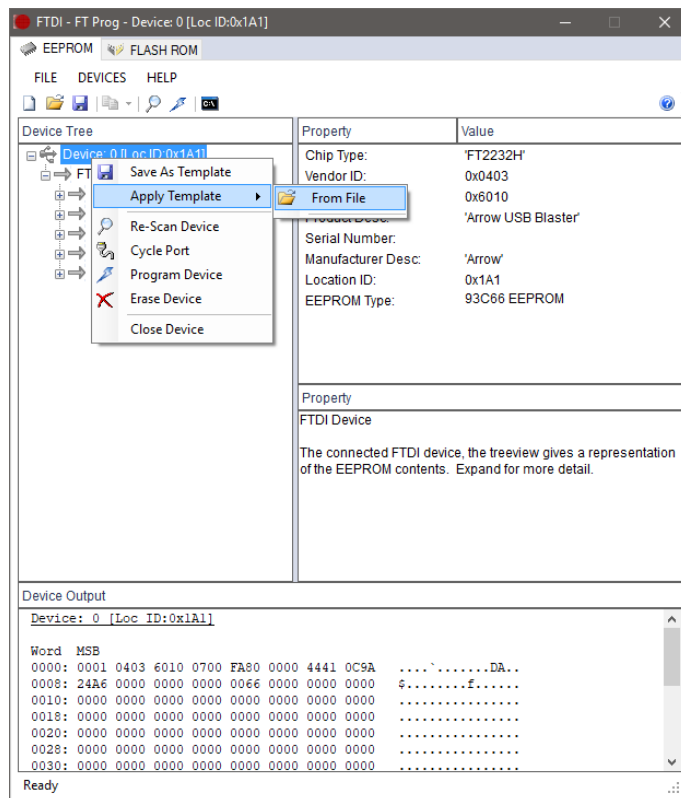 FTDI - FT Prog - Device: 0 [Loc ID:0x1A1]
EEPROM FLASH ROM
FILE DEVICES HELP
Device Tree
Device: 0 [Loc ID:0x1A1]
FT
Save As Template
Apply Template
From File
Re-Scan Device
Cycle Port
Program Device
Erase Device
Close Device
Property Value
Chip Type: 'FT2232H'
Vendor ID: 0x0403
0x6010
Product Desc: 'Arrow USB Blaster'
Serial Number:
Manufacturer Desc: 'Arrow'
Location ID: 0x1A1
EEPROM Type: 93C66 EEPROM
Property
FTDI Device
The connected FTDI device, the treeview gives a representation
of the EEPROM contents. Expand for more detail.
Device Output
Device: 0 [Loc ID:0x1A1]
Word MSB
0000: 0001 0403 6010 0700 FA80 0000 4441 0C9A ....`.......DA..
0008: 24A6 0000 0000 0000 0066 0000 0000 0000 $........f......
0010: 0000 0000 0000 0000 0000 0000 0000 0000 ................
0018: 0000 0000 0000 0000 0000 0000 0000 0000 ................
0020: 0000 0000 0000 0000 0000 0000 0000 0000 ................
0028: 0000 0000 0000 0000 0000 0000 0000 0000 ................
0030: 0000 0000 0000 0000 0000 0000 0000 0000 ................
Ready